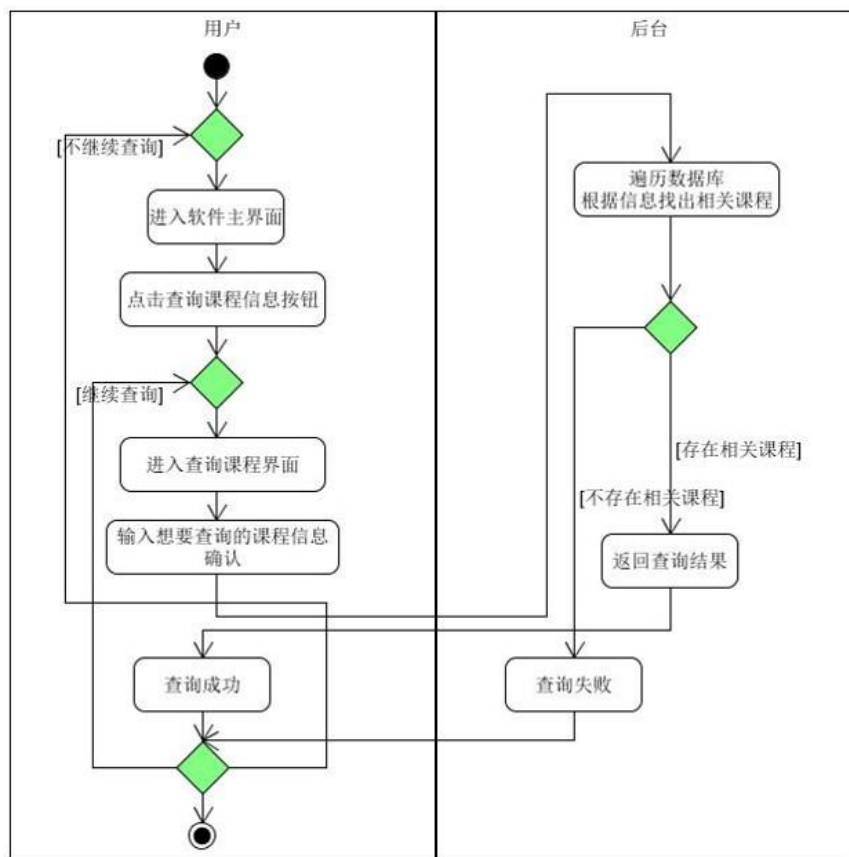 用户
后台
[不继续查询]
进入软件主界面
点击查询课程信息按钮
[继续查询]
进入查询课程界面
输入想要查询的课程信息
确认
遍历数据库
根据信息找出相关课程
[存在相关课程]
[不存在相关课程]
返回查询结果
查询成功
查询失败